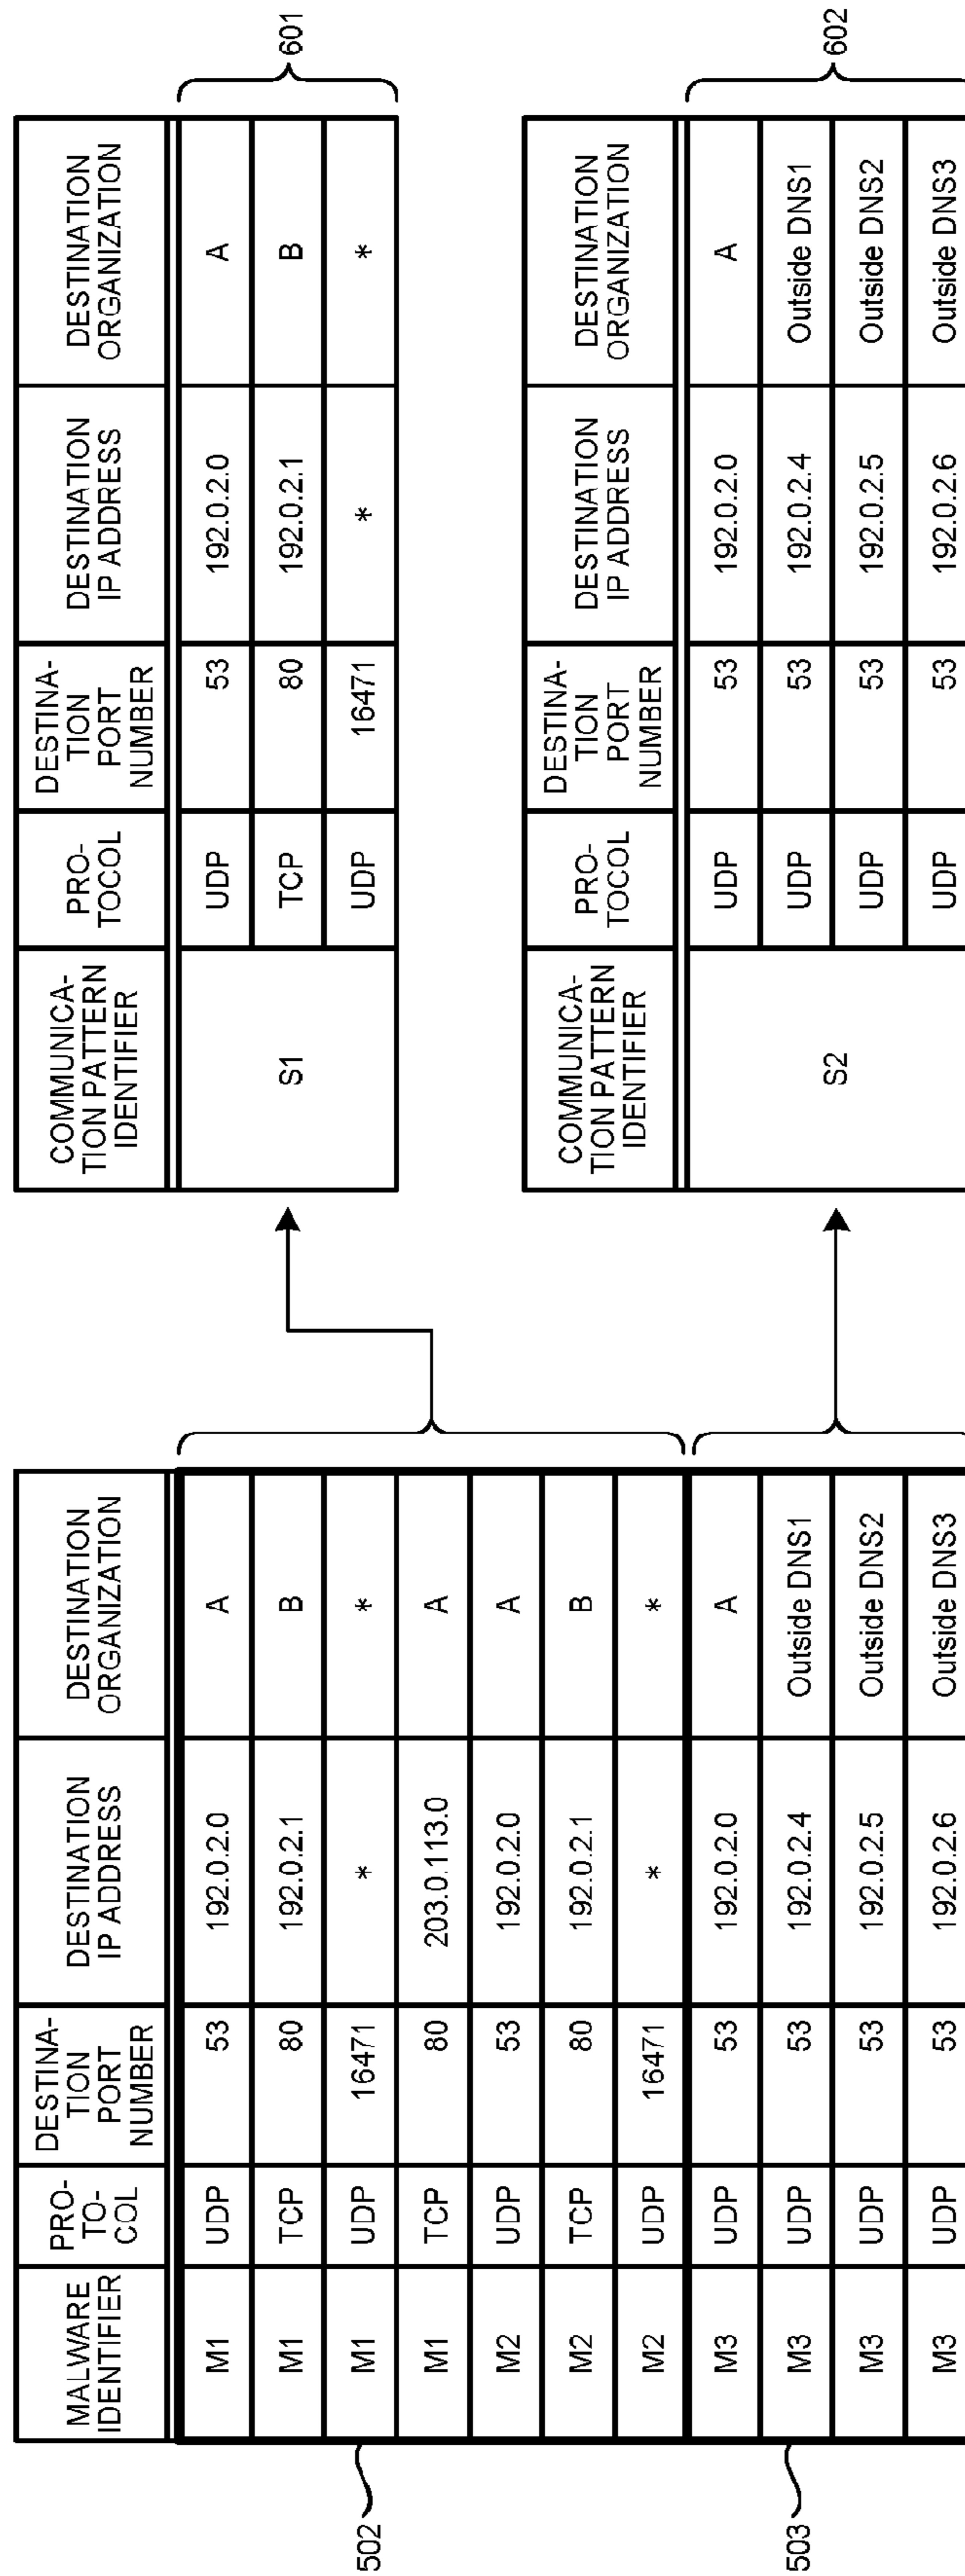 MALWARE IDENTIFIER | PRO-TO-COL | DESTINA-TION PORT NUMBER | DESTINATION IP ADDRESS | DESTINATION ORGANIZATION
M1 | UDP | 53 | 192.0.2.0 | A
M1 | TCP | 80 | 192.0.2.1 | B
M1 | UDP | 16471 | * | *
M1 | TCP | 80 | 203.0.113.0 | A
M2 | UDP | 53 | 192.0.2.0 | A
M2 | TCP | 80 | 192.0.2.1 | B
M2 | UDP | 16471 | * | *
M3 | UDP | 53 | 192.0.2.0 | A
M3 | UDP | 53 | 192.0.2.4 | Outside DNS1
M3 | UDP | 53 | 192.0.2.5 | Outside DNS2
M3 | UDP | 53 | 192.0.2.6 | Outside DNS3
502
503
COMMUNICA-TION PATTERN IDENTIFIER | PRO-TOCOL | DESTINA-TION PORT NUMBER | DESTINATION IP ADDRESS | DESTINATION ORGANIZATION
S1 | UDP | 53 | 192.0.2.0 | A
TCP | 80 | 192.0.2.1 | B
UDP | 16471 | * | *
601
COMMUNICA-TION PATTERN IDENTIFIER | PRO-TOCOL | DESTINA-TION PORT NUMBER | DESTINATION IP ADDRESS | DESTINATION ORGANIZATION
S2 | UDP | 53 | 192.0.2.0 | A
UDP | 53 | 192.0.2.4 | Outside DNS1
UDP | 53 | 192.0.2.5 | Outside DNS2
UDP | 53 | 192.0.2.6 | Outside DNS3
602